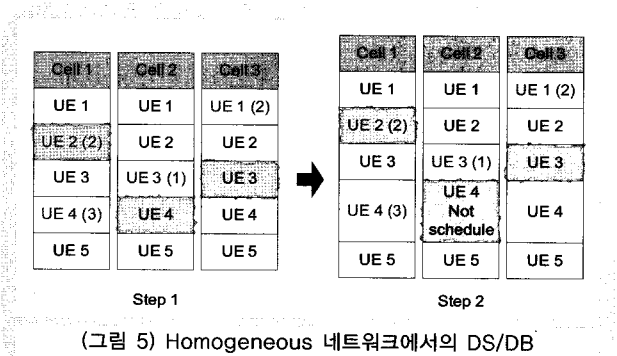 Cell 1 Cell 2 Cell 3
UE 1 UE 1 UE 1 (2)
UE 2 (2) UE 2 UE 2
UE 3 UE 3 (1) UE 3
UE 4 (3) UE 4 UE 4
UE 5 UE 5 UE 5
Step 1
Cell 1 Cell 2 Cell 3
UE 1 UE 1 UE 1 (2)
UE 2 (2) UE 2 UE 2
UE 3 UE 3 (1) UE 3
UE 4 (3) UE 4 Not schedule UE 4
UE 5 UE 5 UE 5
Step 2
(그림 5) Homogeneous 네트워크에서의 DS/DB